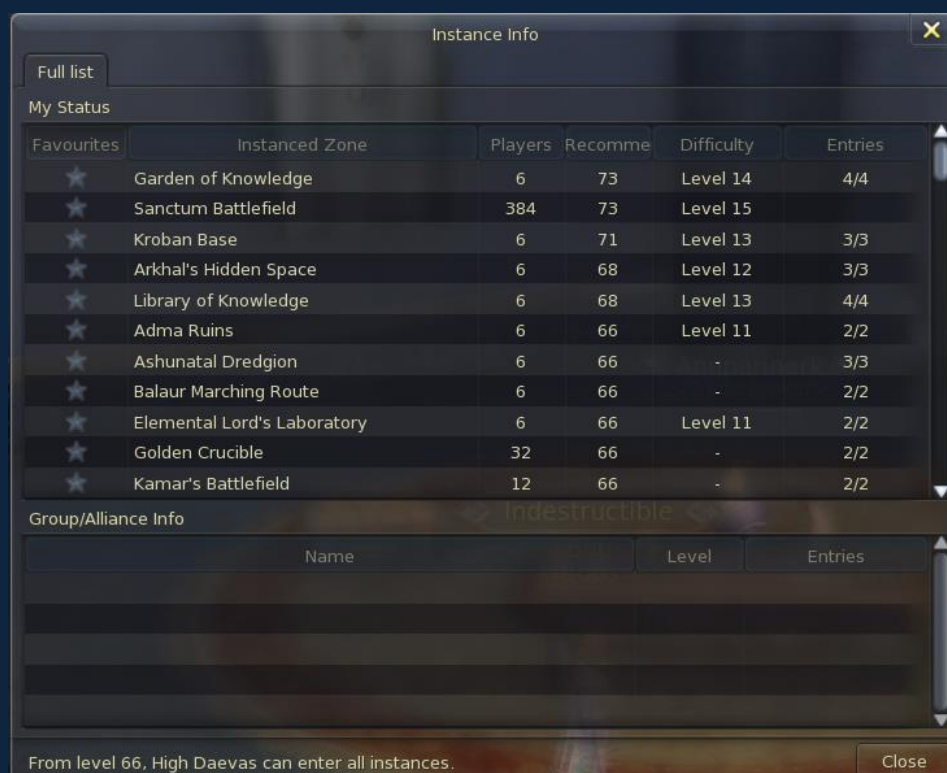 Instance Info
Full list
My Status
Favourites Instanced Zone Players Recomme Difficulty Entries
Garden of Knowledge 6 73 Level 14 4/4
Sanctum Battlefield 384 73 Level 15
Kroban Base 6 71 Level 13 3/3
Arkhal's Hidden Space 6 68 Level 12 3/3
Library of Knowledge 6 68 Level 13 4/4
Adma Ruins 6 66 Level 11 2/2
Ashunatal Dredgion 6 66 - 3/3
Balaur Marching Route 6 66 - 2/2
Elemental Lord's Laboratory 6 66 Level 11 2/2
Golden Crucible 32 66 - 2/2
Kamar's Battlefield 12 66 - 2/2
Indestructible
Group/Alliance Info
Name Level Entries
From level 66, High Daevas can enter all instances. Close